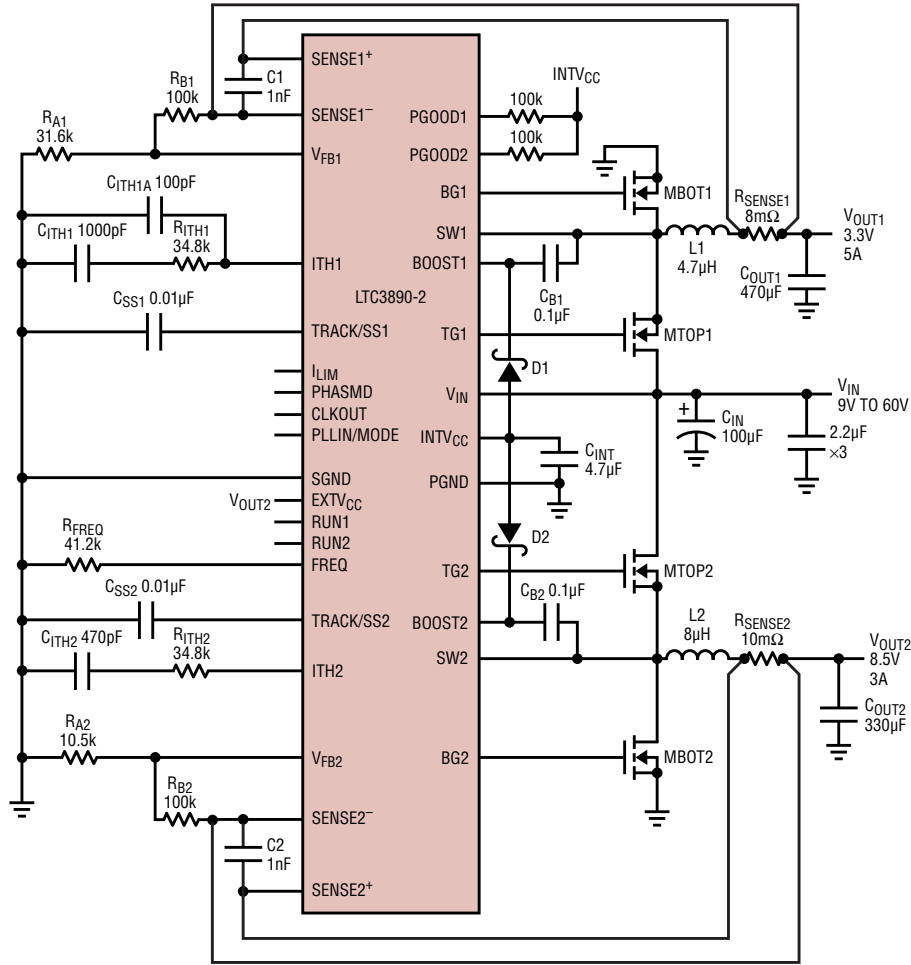 SENSE1+
C1
1nF
RB1
100k
SENSE1−
RA1
31.6k
VFB1
CITH1A 100pF
CITH1 1000pF
RITH1
34.8k
ITH1
LTC3890-2
CSS1 0.01µF
TRACK/SS1
ILIM
PHASMD
CLKOUT
PLLIN/MODE
SGND
VOUT2
EXTVCC
RUN1
RUN2
RFREQ
41.2k
FREQ
CSS2 0.01µF
TRACK/SS2
CITH2 470pF
RITH2
34.8k
ITH2
RA2
10.5k
VFB2
RB2
100k
SENSE2−
C2
1nF
SENSE2+
INTVCC
100k
PGOOD1
100k
PGOOD2
BG1
MBOT1
RSENSE1
8mΩ
VOUT1
3.3V
5A
SW1
L1
4.7µH
BOOST1
CB1
0.1µF
COUT1
470µF
TG1
MTOP1
D1
VIN
VIN
9V TO 60V
+
CIN
100µF
2.2µF
×3
INTVCC
CINT
4.7µF
PGND
D2
TG2
MTOP2
CB2 0.1µF
BOOST2
L2
8µH
RSENSE2
10mΩ
VOUT2
8.5V
3A
SW2
COUT2
330µF
BG2
MBOT2